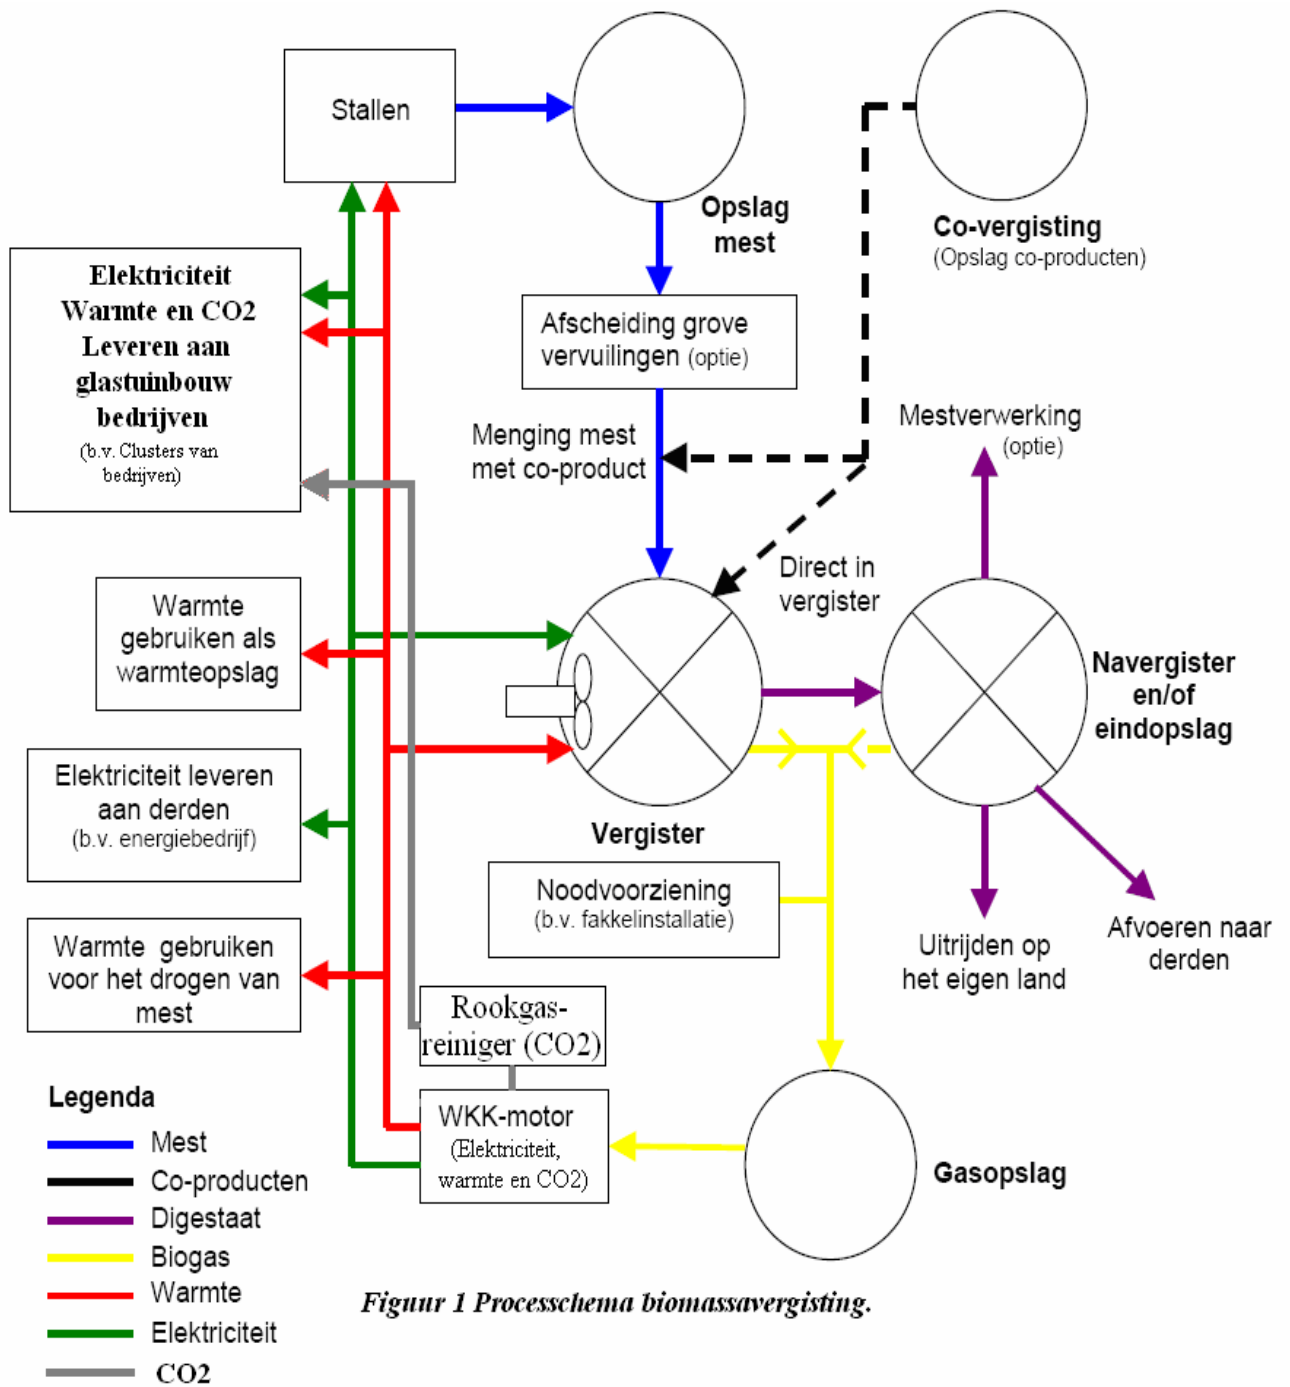 Stallen
Opslag
mest
Co-vergisting
(Opslag co-producten)
Elektriciteit
Warmte en CO2
Leveren aan
glastuinbouw
bedrijven
(b.v. Clusters van
bedrijven)
Afscheiding grove
vervuilingen (optie)
Menging mest
met co-product
Mestverwerking
(optie)
Direct in
vergister
Warmte
gebruiken als
warmteopslag
Navergister
en/of
eindopslag
Elektriciteit leveren
aan derden
(b.v. energiebedrijf)
Vergister
Noodvoorziening
(b.v. fakkelinstallatie)
Uitrijden op
het eigen land
Afvoeren naar
derden
Warmte gebruiken
voor het drogen van
mest
Rookgas-
reiniger (CO2)
WKK-motor
(Elektriciteit,
warmte en CO2)
Gasopslag
Legenda
Mest
Co-producten
Digestaat
Biogas
Warmte
Elektriciteit
CO2
Figuur 1 Processchema biomassavergisting.